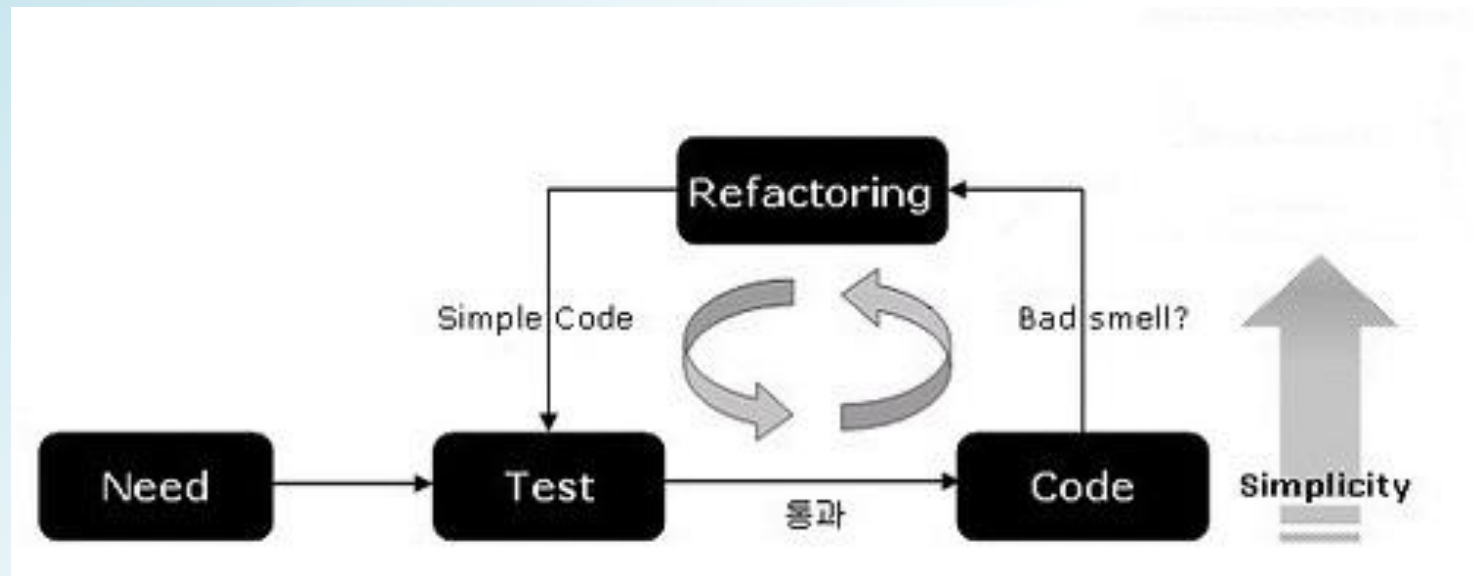 Refactoring
Simple Code
Bad smell?
Need
Test
통과
Code
Simplicity